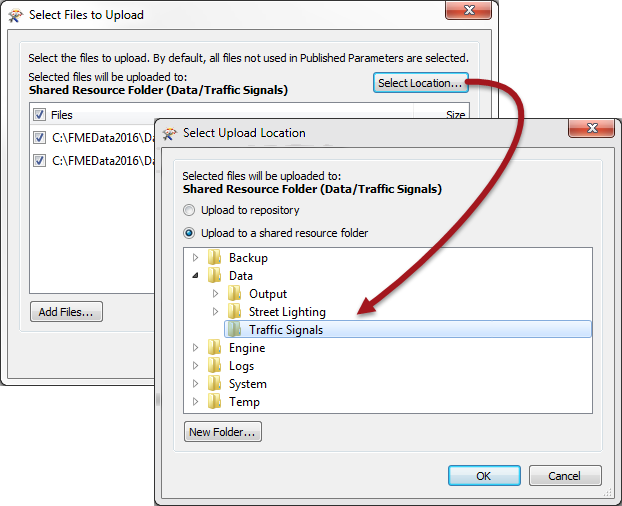 Select Files to Upload
Select the files to upload. By default, all files not used in Published Parameters are selected.
Selected files will be uploaded to:
Shared Resource Folder (Data/Traffic Signals)
Select Location...
Files
Size
C:\FMEData2016\Da
C:\FMEData2016\Da
Add Files...
Select Upload Location
Selected files will be uploaded to:
Shared Resource Folder (Data/Traffic Signals)
Upload to repository
Upload to a shared resource folder
Backup
Data
Output
Street Lighting
Traffic Signals
Engine
Logs
System
Temp
New Folder...
OK
Cancel